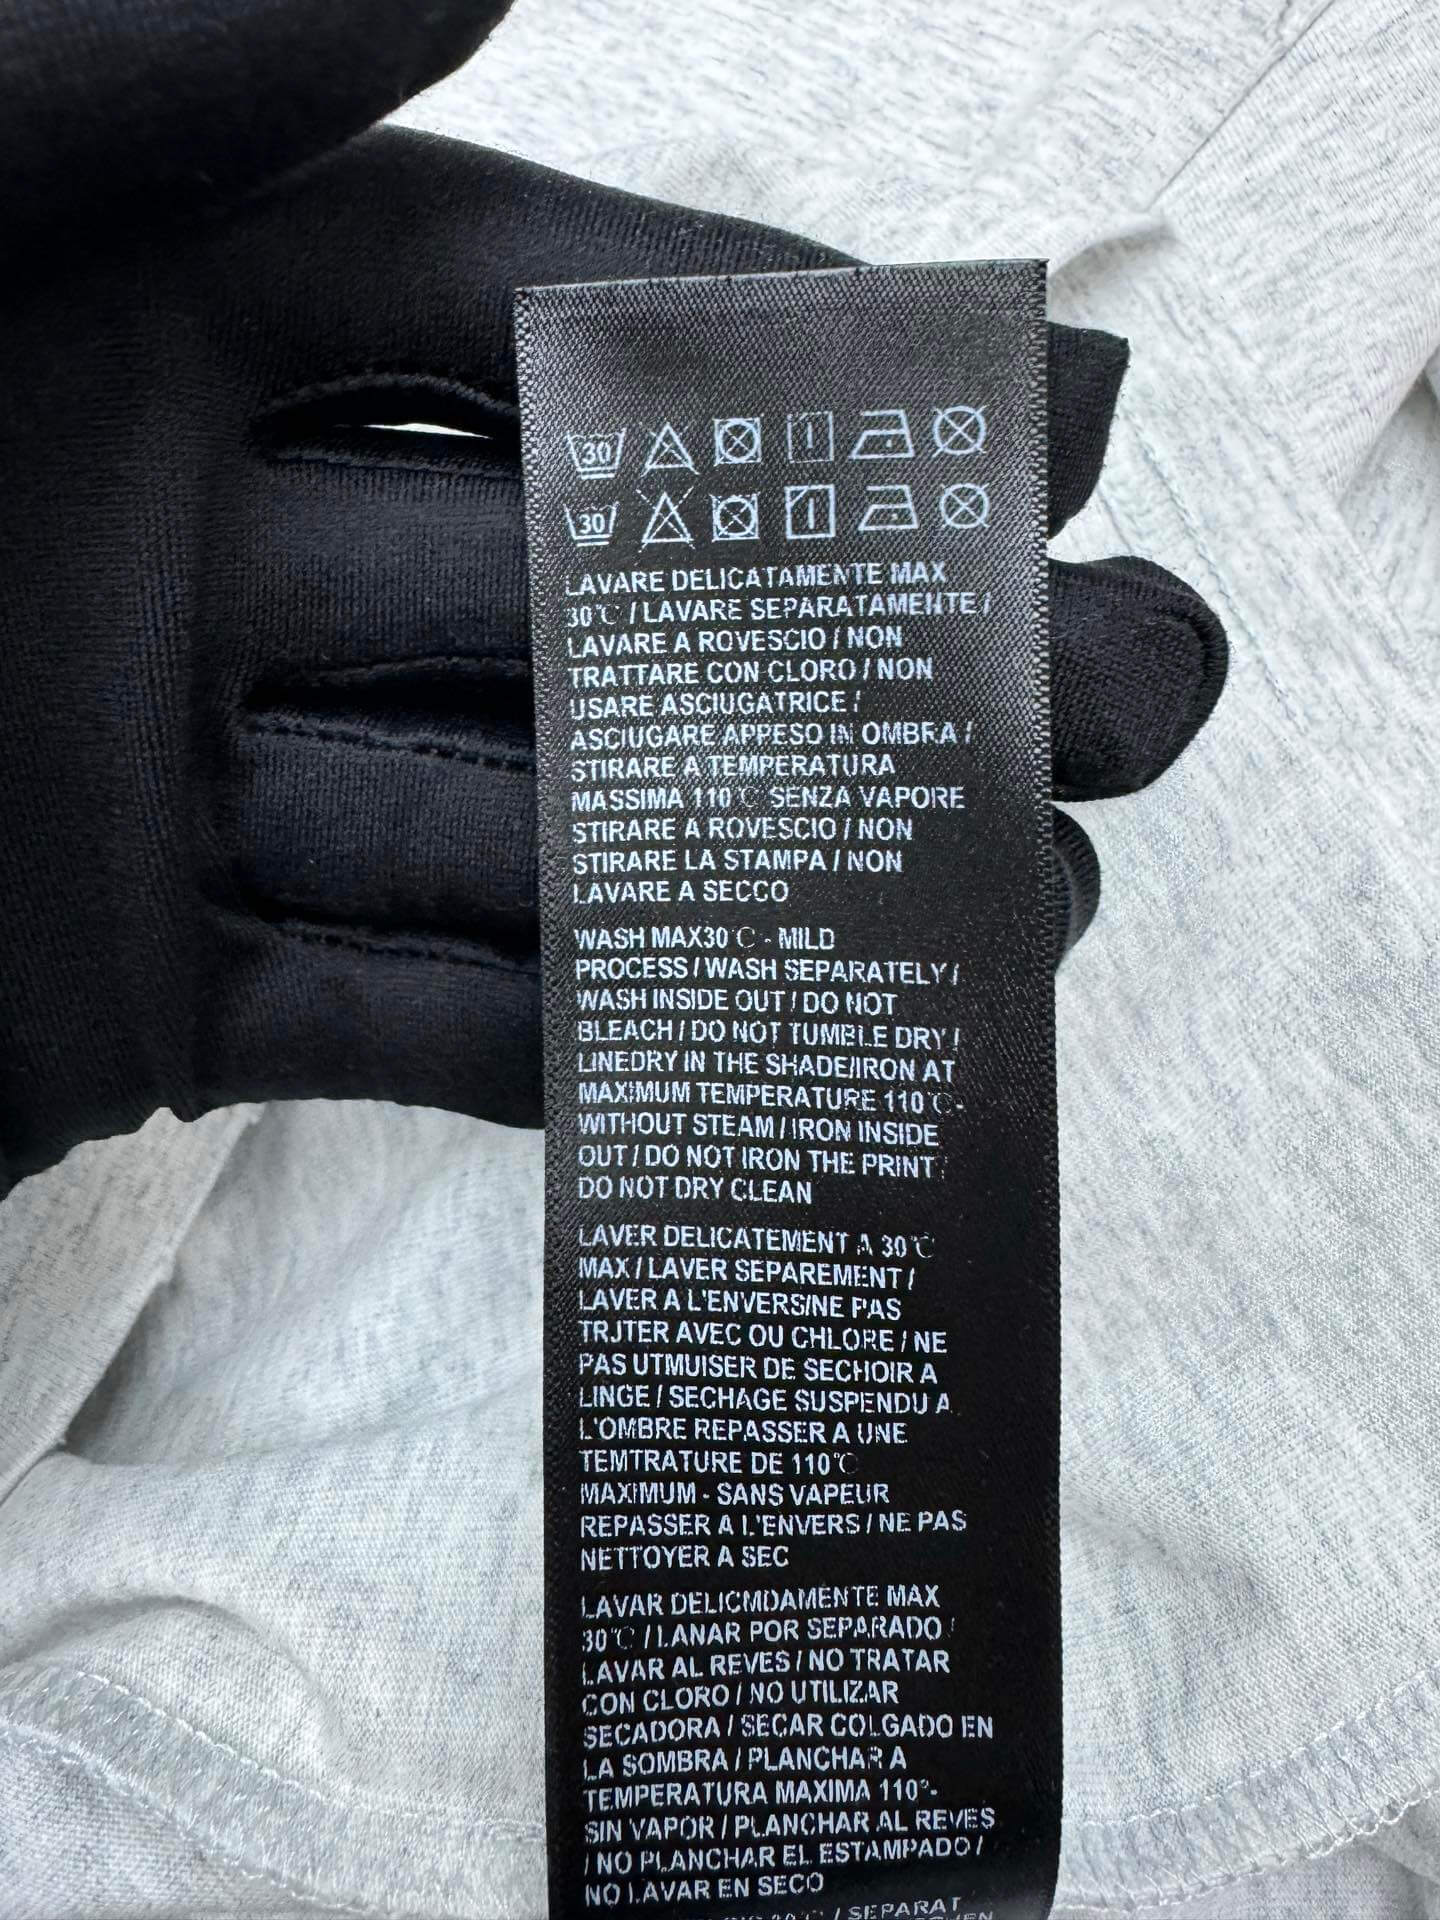 30
30
LAVARE DELICATAMENTE MAX
30℃ / LAVARE SEPARATAMENTE /
LAVARE A ROVESCIO / NON
TRATTARE CON CLORO / NON
USARE ASCIUGATRICE /
ASCIUGARE APPESO IN OMBRA /
STIRARE A TEMPERATURA
MASSIMA 110℃ SENZA VAPORE
STIRARE A ROVESCIO / NON
STIRARE LA STAMPA / NON
LAVARE A SECCO
WASH MAX30℃ - MILD
PROCESS / WASH SEPARATELY /
WASH INSIDE OUT / DO NOT
BLEACH / DO NOT TUMBLE DRY /
LINEDRY IN THE SHADE/IRON AT
MAXIMUM TEMPERATURE 110℃-
WITHOUT STEAM / IRON INSIDE
OUT / DO NOT IRON THE PRINT /
DO NOT DRY CLEAN
LAVER DELICATEMENT A 30℃
MAX / LAVER SEPAREMENT /
LAVER A L'ENVERS/NE PAS
TRJTER AVEC OU CHLORE / NE
PAS UTMUISER DE SECHOIR A
LINGE / SECHAGE SUSPENDU A
L'OMBRE REPASSER A UNE
TEMTRATURE DE 110℃
MAXIMUM - SANS VAPEUR
REPASSER A L'ENVERS / NE PAS
NETTOYER A SEC
LAVAR DELICMDAMENTE MAX
30℃ / LANAR POR SEPARADO /
LAVAR AL REVES / NO TRATAR
CON CLORO / NO UTILIZAR
SECADORA / SECAR COLGADO EN
LA SOMBRA / PLANCHAR A
TEMPERATURA MAXIMA 110°-
SIN VAPOR / PLANCHAR AL REVES
/ NO PLANCHAR EL ESTAMPADO /
NO LAVAR EN SECO
/ SEPARAT